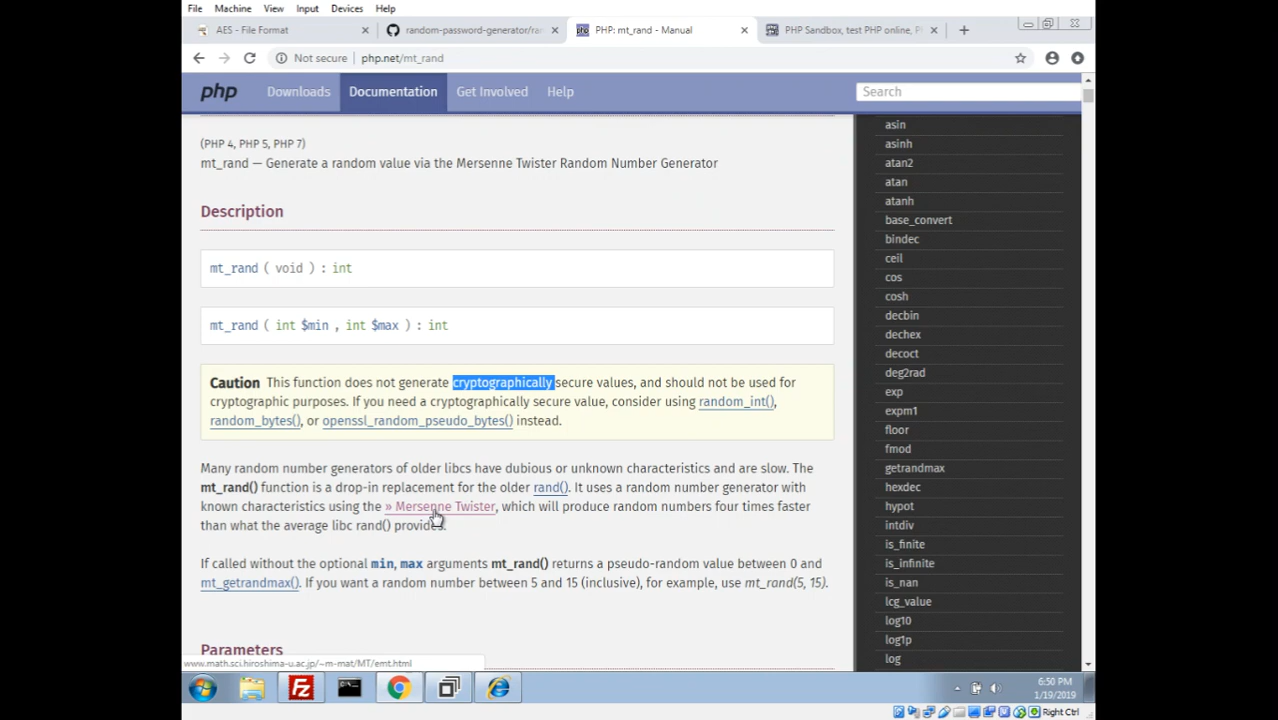 File Machine View Input Devices Help
AES - File Format
random-password-generator/ran
PHP: mt_rand - Manual
PHP Sandbox, test PHP online, P
Not secure php.net/mt_rand
php Downloads Documentation Get Involved Help Search
(PHP 4, PHP 5, PHP 7)
mt_rand — Generate a random value via the Mersenne Twister Random Number Generator
Description
mt_rand ( void ) : int
mt_rand ( int $min , int $max ) : int
Caution This function does not generate cryptographically secure values, and should not be used for
cryptographic purposes. If you need a cryptographically secure value, consider using random_int(),
random_bytes(), or openssl_random_pseudo_bytes() instead.
Many random number generators of older libcs have dubious or unknown characteristics and are slow. The
mt_rand() function is a drop-in replacement for the older rand(). It uses a random number generator with
known characteristics using the » Mersenne Twister, which will produce random numbers four times faster
than what the average libc rand() provides.
If called without the optional min, max arguments mt_rand() returns a pseudo-random value between 0 and
mt_getrandmax(). If you want a random number between 5 and 15 (inclusive), for example, use mt_rand(5, 15).
Parameters
www.math.sci.hiroshima-u.ac.jp/~m-mat/MT/emt.html
asin
asinh
atan2
atan
atanh
base_convert
bindec
ceil
cos
cosh
decbin
dechex
decoct
deg2rad
exp
expm1
floor
fmod
getrandmax
hexdec
hypot
intdiv
is_finite
is_infinite
is_nan
lcg_value
log10
log1p
log
6:50 PM
1/19/2019
Right Ctrl